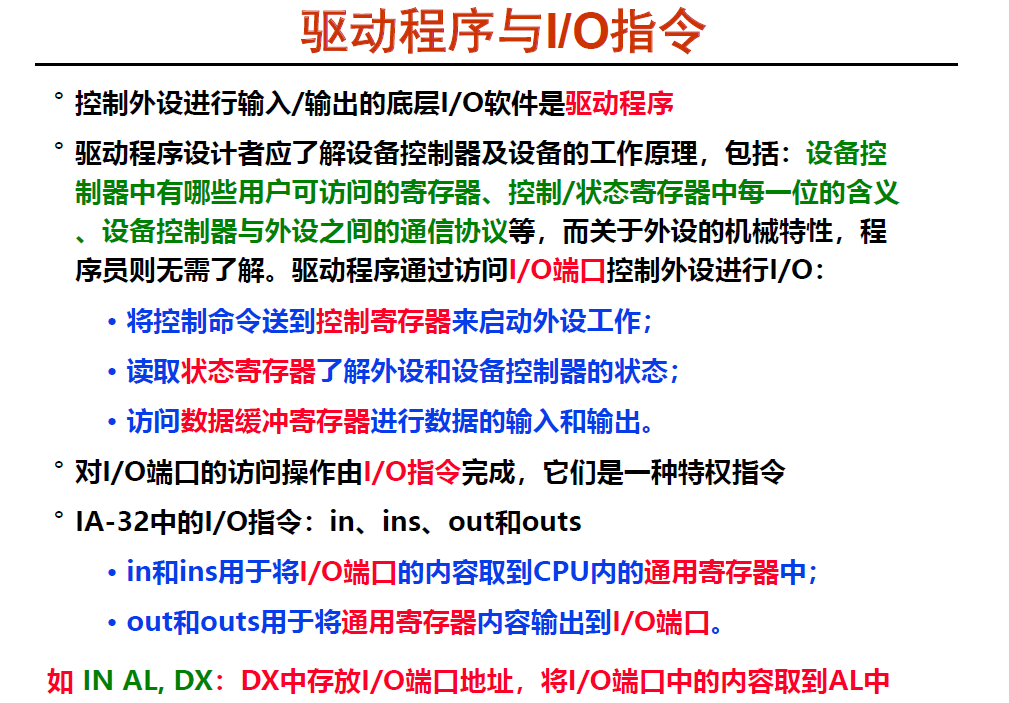 驱动程序与I/O指令
° 控制外设进行输入/输出的底层I/O软件是驱动程序
° 驱动程序设计者应了解设备控制器及设备的工作原理，包括：设备控
制器中有哪些用户可访问的寄存器、控制/状态寄存器中每一位的含义
、设备控制器与外设之间的通信协议等，而关于外设的机械特性，程
序员则无需了解。驱动程序通过访问I/O端口控制外设进行I/O：
• 将控制命令送到控制寄存器来启动外设工作；
• 读取状态寄存器了解外设和设备控制器的状态；
• 访问数据缓冲寄存器进行数据的输入和输出。
° 对I/O端口的访问操作由I/O指令完成，它们是一种特权指令
° IA-32中的I/O指令：in、ins、out和outs
• in和ins用于将I/O端口的内容取到CPU内的通用寄存器中；
• out和outs用于将通用寄存器内容输出到I/O端口。
如 IN AL, DX：DX中存放I/O端口地址，将I/O端口中的内容取到AL中